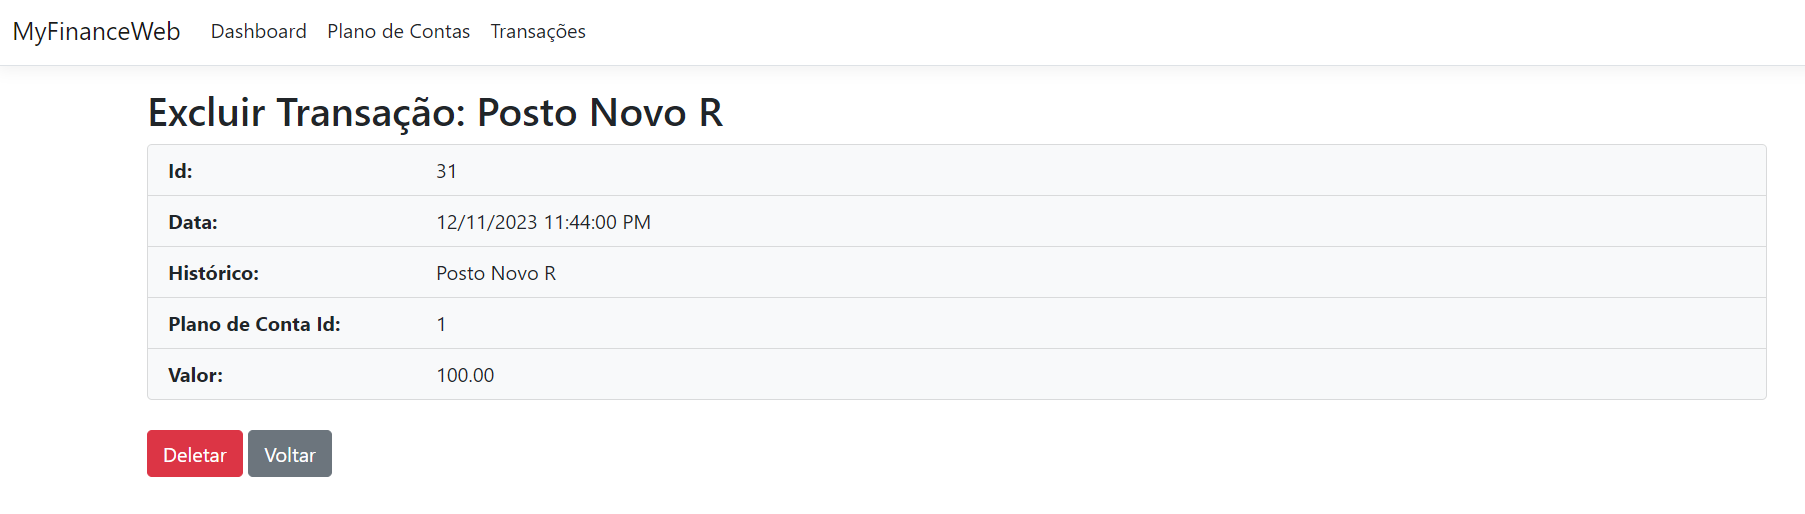 MyFinanceWeb Dashboard Plano de Contas Transações
Excluir Transação: Posto Novo R
Id: 31
Data: 12/11/2023 11:44:00 PM
Histórico: Posto Novo R
Plano de Conta Id: 1
Valor: 100.00
Deletar Voltar